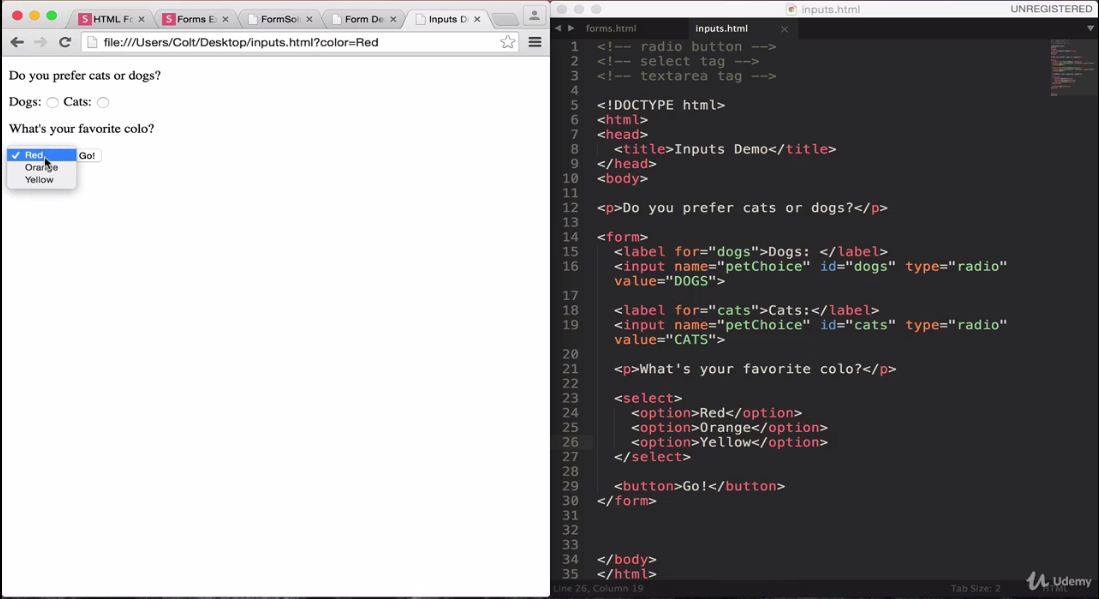 HTML Fo
Forms Ex
FormSol
Form De
Inputs D
file:///Users/Colt/Desktop/inputs.html?color=Red
Do you prefer cats or dogs?
Dogs: Cats:
What's your favorite colo?
Red Go!
Orange
Yellow
inputs.html
UNREGISTERED
forms.html inputs.html
1 <!-- radio button -->
2 <!-- select tag -->
3 <!-- textarea tag -->
4
5 <!DOCTYPE html>
6 <html>
7 <head>
8 <title>Inputs Demo</title>
9 </head>
10 <body>
11
12 <p>Do you prefer cats or dogs?</p>
13
14 <form>
15 <label for="dogs">Dogs: </label>
16 <input name="petChoice" id="dogs" type="radio"
value="DOGS">
17
18 <label for="cats">Cats:</label>
19 <input name="petChoice" id="cats" type="radio"
value="CATS">
20
21 <p>What's your favorite colo?</p>
22
23 <select>
24 <option>Red</option>
25 <option>Orange</option>
26 <option>Yellow</option>
27 </select>
28
29 <button>Go!</button>
30 </form>
31
32
33
34 </body>
35 </html>
Line 26, Column 19
Tab Size: 2
HTML
Udemy